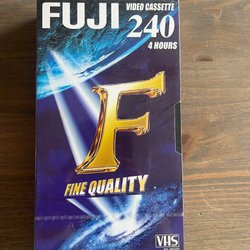 FUJI VIDEO CASSETTE
240
4 HOURS
F
FINE QUALITY
VHS